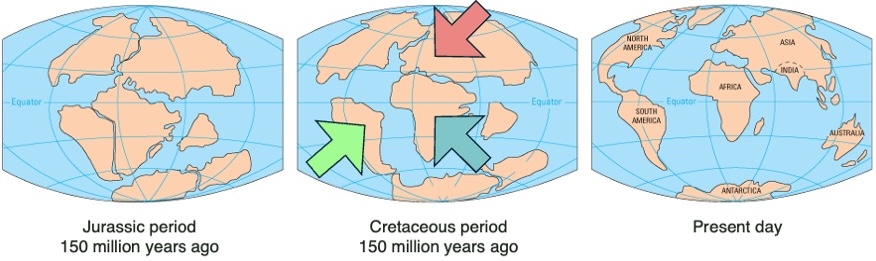 Equator
Jurassic period
150 million years ago
Equator
Cretaceous period
150 million years ago
NORTH
AMERICA
ASIA
INDIA
AFRICA
Equator
SOUTH
AMERICA
AUSTRALIA
ANTARCTICA
Present day